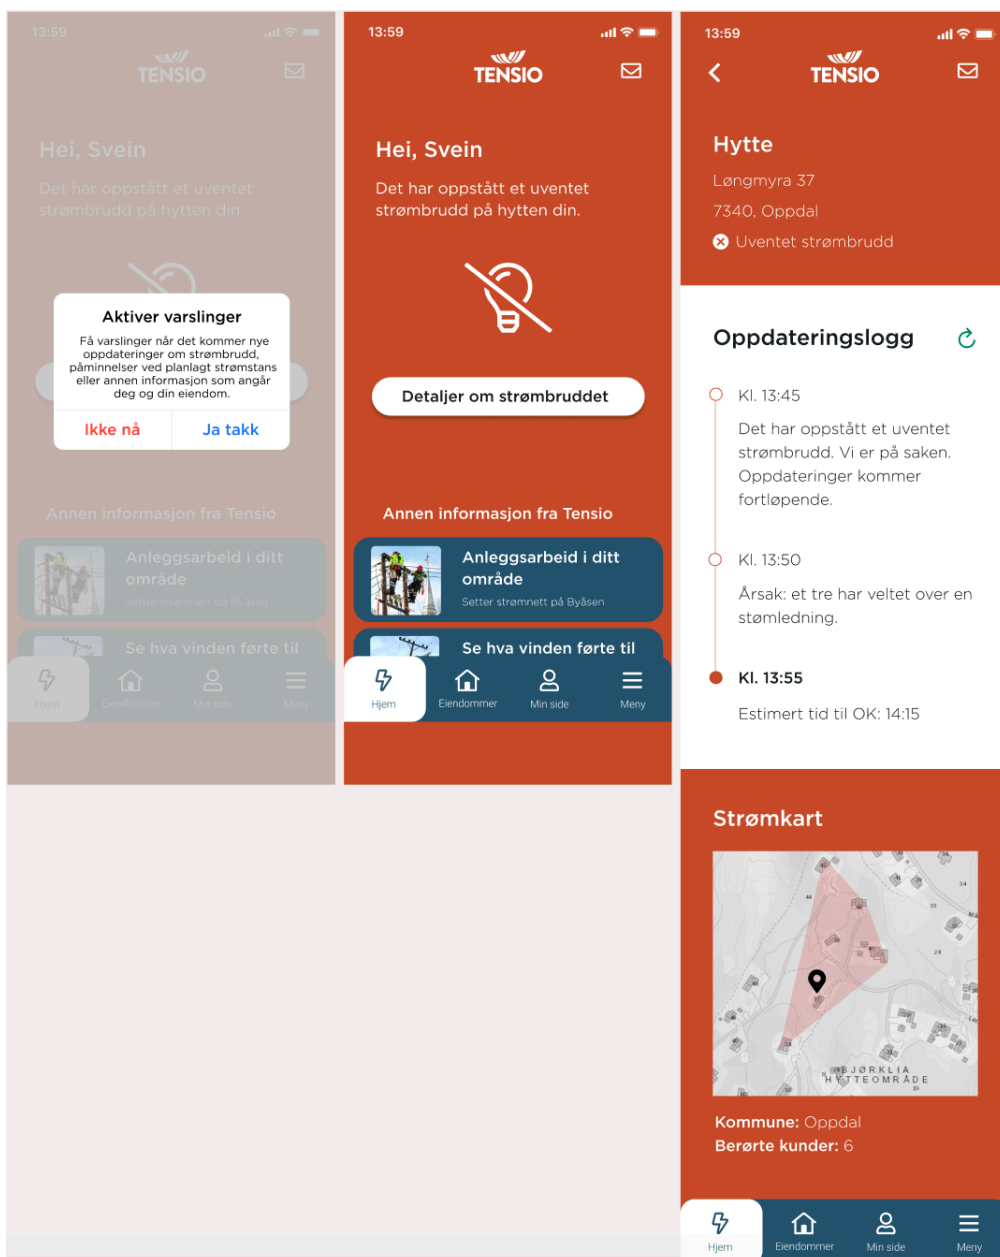 13:59
TENSIO
Hei, Svein
Det har oppstått et uventet
strømbrudd på hytten din.
Aktiver varslinger
Få varslinger når det kommer nye
oppdateringer om strømbrudd,
påminnelser ved planlagt strømstans
eller annen informasjon som angår
deg og din eiendom.
Ikke nå
Ja takk
Annen informasjon fra Tensio
Anleggsarbeid i ditt
område
Setter strømnett på Byåsen
Se hva vinden førte til
Hjem
Eiendommer
Min side
Meny
13:59
TENSIO
Hei, Svein
Det har oppstått et uventet
strømbrudd på hytten din.
Detaljer om strømbruddet
Annen informasjon fra Tensio
Anleggsarbeid i ditt
område
Setter strømnett på Byåsen
Se hva vinden førte til
Hjem
Eiendommer
Min side
Meny
13:59
TENSIO
Hytte
Løngmyra 37
7340, Oppdal
Uventet strømbrudd
Oppdateringslogg
Kl. 13:45
Det har oppstått et uventet
strømbrudd. Vi er på saken.
Oppdateringer kommer
fortløpende.
Kl. 13:50
Årsak: et tre har veltet over en
stømledning.
Kl. 13:55
Estimert tid til OK: 14:15
Strømkart
34
44
35
24
BJØRKLIA
HYTTEOMRÅDE
Kommune: Oppdal
Berørte kunder: 6
Hjem
Eiendommer
Min side
Meny